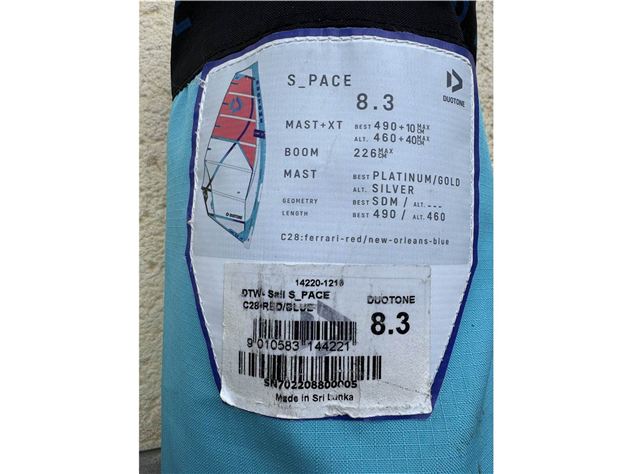 S_PACE
DUOTONE
8.3
MAST+XT BEST 490+10 MAX CM
ALT. 460+40 MAX CM
BOOM 226 MAX CM
MAST BEST PLATINUM/GOLD
ALT. SILVER
GEOMETRY BEST SDM / ALT. ---
LENGTH BEST 490 / ALT. 460
C28:ferrari-red/new-orleans-blue
14220-1218
DTW- Sail S_PACE
C28-RED/BLUE
DUOTONE
8.3
9 010583 144221
SN702208800005
Made in Sri Lanka